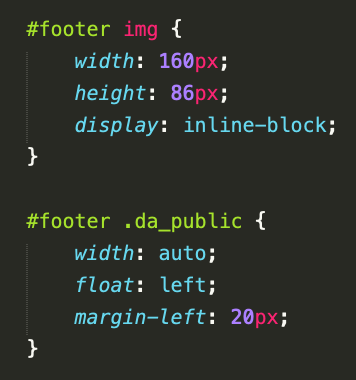 #footer img {
    width: 160px;
    height: 86px;
    display: inline-block;
}

#footer .da_public {
    width: auto;
    float: left;
    margin-left: 20px;
}